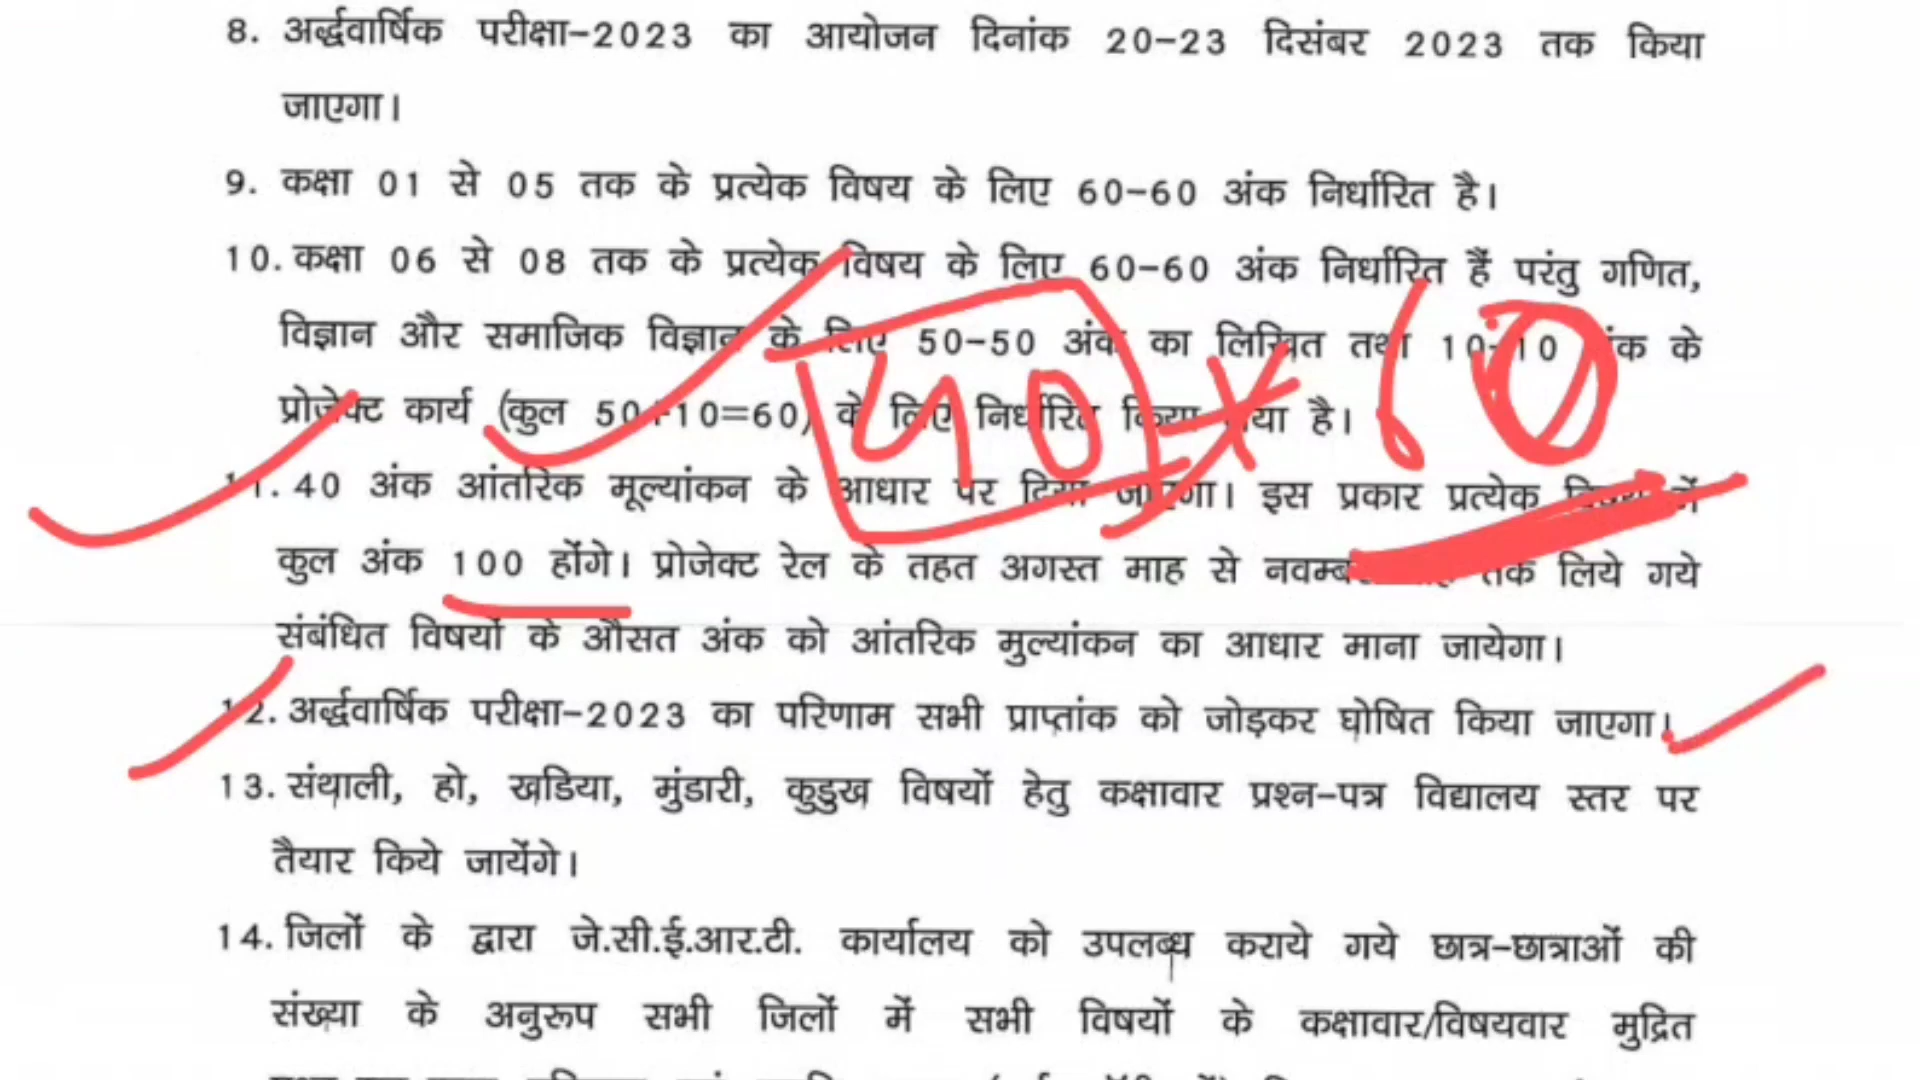 8. अर्द्धवार्षिक परीक्षा-2023 का आयोजन दिनांक 20-23 दिसंबर 2023 तक किया
जाएगा।
9. कक्षा 01 से 05 तक के प्रत्येक विषय के लिए 60-60 अंक निर्धारित है।
10. कक्षा 06 से 08 तक के प्रत्येक विषय के लिए 60-60 अंक निर्धारित हैं परंतु गणित,
विज्ञान और समाजिक विज्ञान के लिए 50-50 अंक का लिखित तथा 10-10 अंक के
प्रोजेक्ट कार्य (कुल 50+10=60) के लिए निर्धारित किया गया है।
40 + 60
11. 40 अंक आंतरिक मूल्यांकन के आधार पर दिया जाएगा। इस प्रकार प्रत्येक विषय में
कुल अंक 100 होंगे। प्रोजेक्ट रेल के तहत अगस्त माह से नवम्बर माह तक लिये गये
संबंधित विषयों के औसत अंक को आंतरिक मुल्यांकन का आधार माना जायेगा।
12. अर्द्धवार्षिक परीक्षा-2023 का परिणाम सभी प्राप्तांक को जोड़कर घोषित किया जाएगा।
13. संथाली, हो, खडिया, मुंडारी, कुडुख विषयों हेतु कक्षावार प्रश्न-पत्र विद्यालय स्तर पर
तैयार किये जायेंगे।
14. जिलों के द्वारा जे.सी.ई.आर.टी. कार्यालय को उपलब्ध कराये गये छात्र-छात्राओं की
संख्या के अनुरूप सभी जिलों में सभी विषयों के कक्षावार/विषयवार मुद्रित